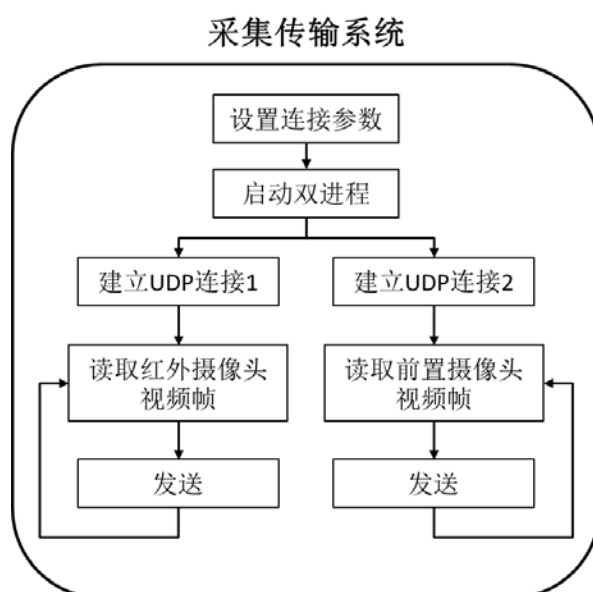 采集传输系统
设置连接参数
启动双进程
建立UDP连接1
建立UDP连接2
读取红外摄像头
视频帧
读取前置摄像头
视频帧
发送
发送